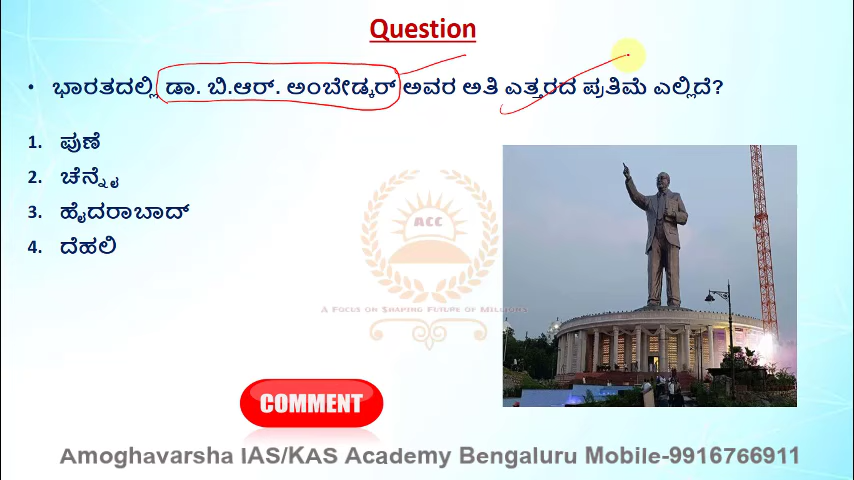 Question
• ಭಾರತದಲ್ಲಿ ಡಾ. ಬಿ.ಆರ್. ಅಂಬೇಡ್ಕರ್ ಅವರ ಅತಿ ಎತ್ತರದ ಪ್ರತಿಮೆ ಎಲ್ಲಿದೆ?
1. ಪುಣೆ
2. ಚೆನ್ನೈ
3. ಹೈದರಾಬಾದ್
4. ದೆಹಲಿ
ACC
A Focus on Shaping Future of Millions
COMMENT
Amoghavarsha IAS/KAS Academy Bengaluru Mobile-9916766911